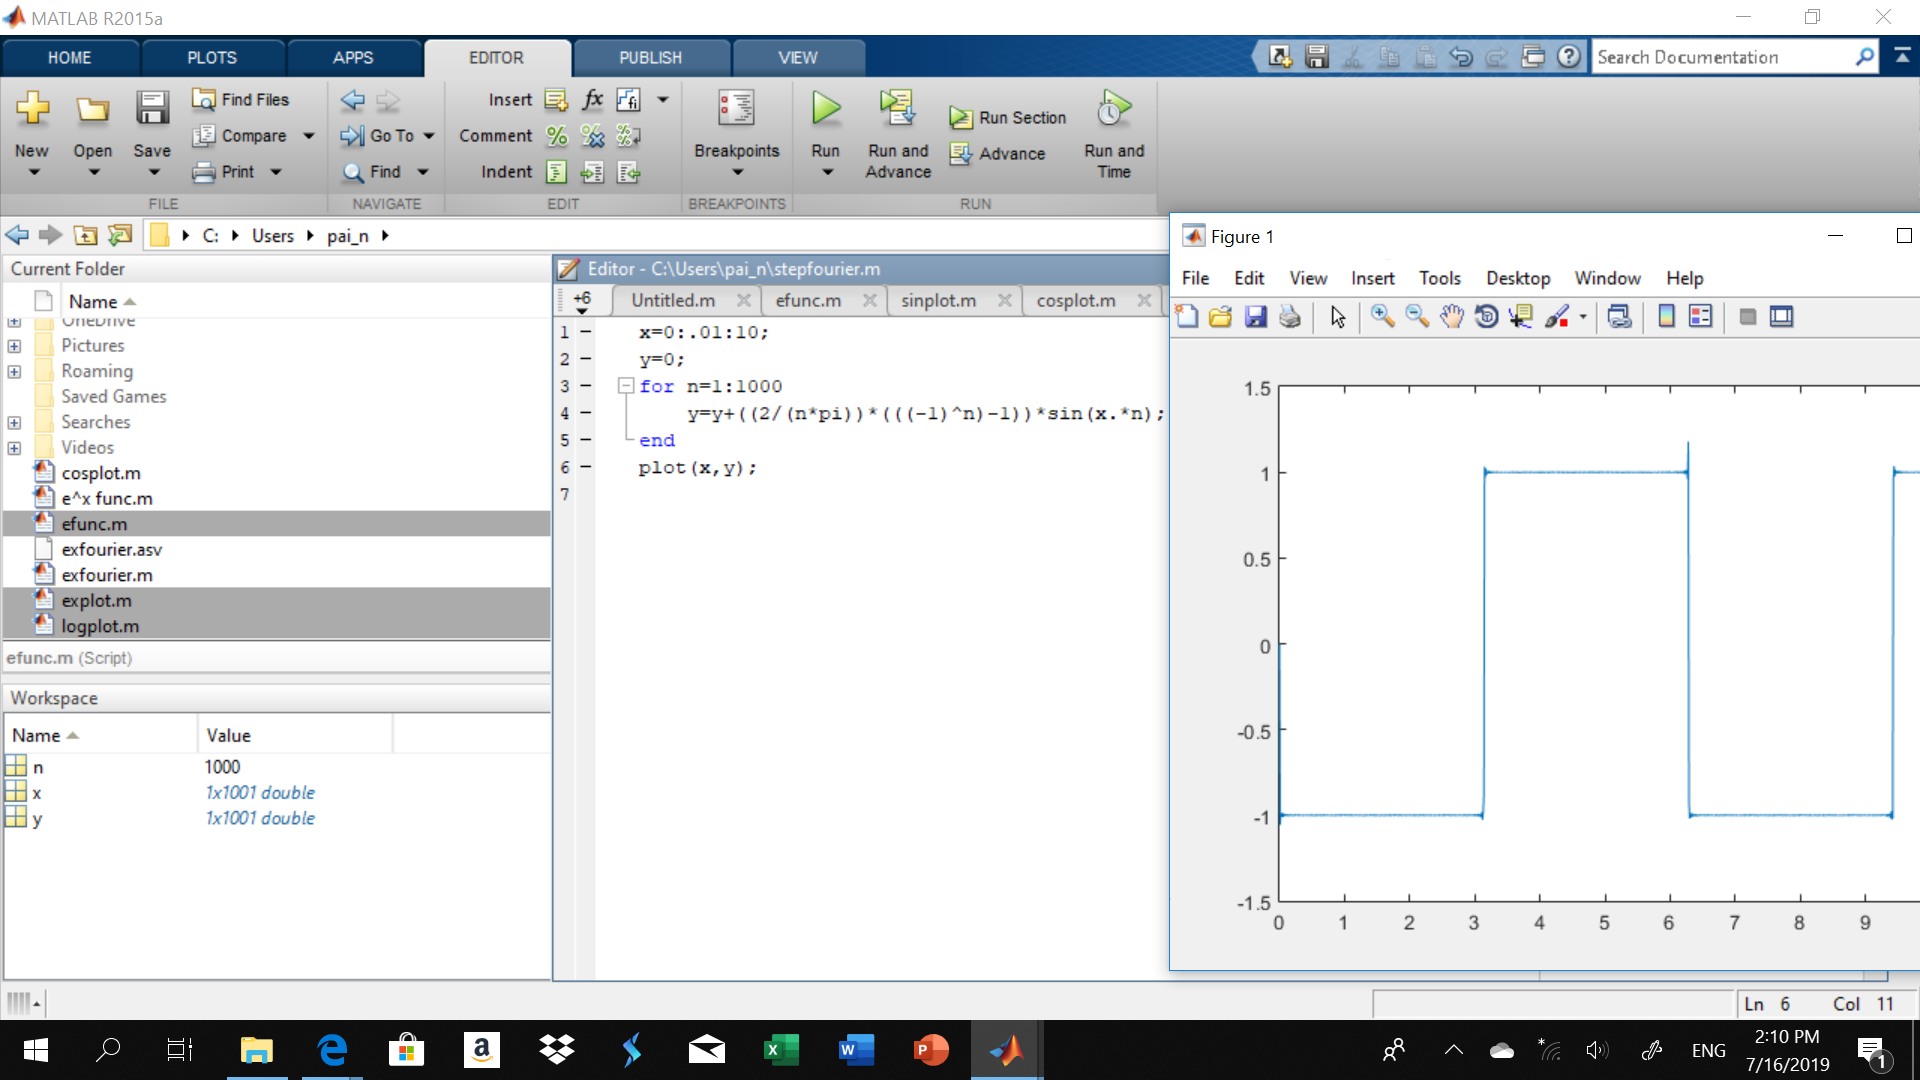 MATLAB R2015a
HOME PLOTS APPS EDITOR PUBLISH VIEW
Search Documentation
New Open Save
Find Files
Compare
Print
FILE
Go To
Find
NAVIGATE
Insert fx fi
Comment %
Indent
EDIT
Breakpoints
BREAKPOINTS
Run
Run and Advance
Run Section
Advance
Run and Time
RUN
C: Users pai_n
Current Folder
Name
OneDrive
Pictures
Roaming
Saved Games
Searches
Videos
cosplot.m
e^x func.m
efunc.m
exfourier.asv
exfourier.m
explot.m
logplot.m
efunc.m (Script)
Workspace
Name Value
n 1000
x 1x1001 double
y 1x1001 double
Editor - C:\Users\pai_n\stepfourier.m
+6 Untitled.m efunc.m sinplot.m cosplot.m
1 x=0:.01:10;
2 y=0;
3 for n=1:1000
4 y=y+((2/(n*pi))*(((-1)^n)-1))*sin(x.*n);
5 end
6 plot(x,y);
7
Figure 1
File Edit View Insert Tools Desktop Window Help
1.5
1
0.5
0
-0.5
-1
-1.5
0 1 2 3 4 5 6 7 8 9
Ln 6 Col 11
ENG
2:10 PM
7/16/2019
1